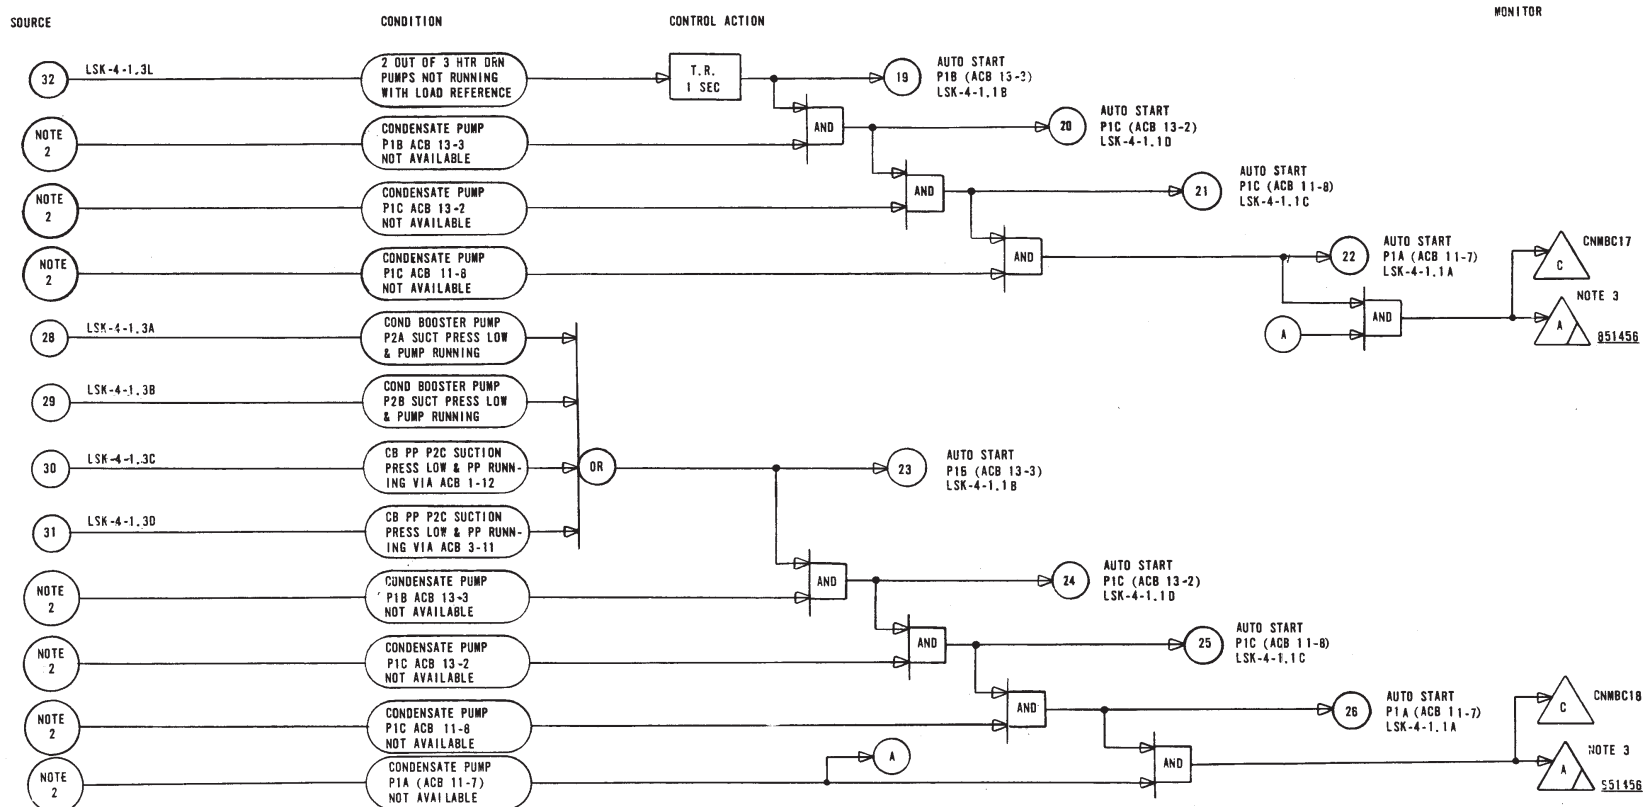 SOURCE CONDITION CONTROL ACTION MONITOR
32
LSK-4-1.3L
2 OUT OF 3 HTR DRN
PUMPS NOT RUNNING
WITH LOAD REFERENCE
T.R.
1 SEC
19
AUTO START
P1B (ACB 13-3)
LSK-4-1.1B
NOTE
2
CONDENSATE PUMP
P1B ACB 13-3
NOT AVAILABLE
AND
20
AUTO START
P1C (ACB 13-2)
LSK-4-1.1D
NOTE
2
CONDENSATE PUMP
P1C ACB 13-2
NOT AVAILABLE
AND
21
AUTO START
P1C (ACB 11-8)
LSK-4-1.1C
NOTE
2
CONDENSATE PUMP
P1C ACB 11-8
NOT AVAILABLE
AND
22
AUTO START
P1A (ACB 11-7)
LSK-4-1.1A
C
CNMBC17
A
AND
A
NOTE 3
851456
28
LSK-4-1.3A
COND BOOSTER PUMP
P2A SUCT PRESS LOW
& PUMP RUNNING
29
LSK-4-1.3B
COND BOOSTER PUMP
P2B SUCT PRESS LOW
& PUMP RUNNING
30
LSK-4-1.3C
CB PP P2C SUCTION
PRESS LOW & PP RUNN-
ING VIA ACB 1-12
OR
23
AUTO START
P1B (ACB 13-3)
LSK-4-1.1B
31
LSK-4-1.3D
CB PP P2C SUCTION
PRESS LOW & PP RUNN-
ING VIA ACB 3-11
NOTE
2
CONDENSATE PUMP
P1B ACB 13-3
NOT AVAILABLE
AND
24
AUTO START
P1C (ACB 13-2)
LSK-4-1.1D
NOTE
2
CONDENSATE PUMP
P1C ACB 13-2
NOT AVAILABLE
AND
25
AUTO START
P1C (ACB 11-8)
LSK-4-1.1C
NOTE
2
CONDENSATE PUMP
P1C ACB 11-8
NOT AVAILABLE
AND
26
AUTO START
P1A (ACB 11-7)
LSK-4-1.1A
C
CNMBC18
NOTE
2
CONDENSATE PUMP
P1A (ACB 11-7)
NOT AVAILABLE
A
AND
A
NOTE 3